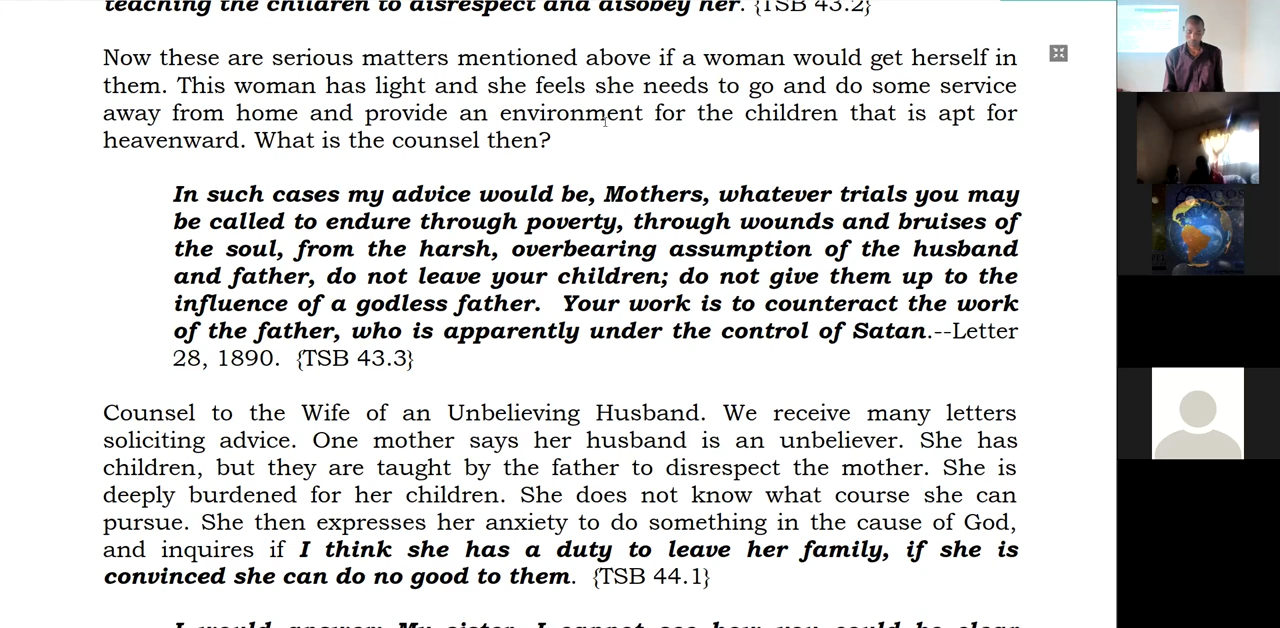 teaching the children to disrespect and disobey her. {TSB 43.2}
Now these are serious matters mentioned above if a woman would get herself in
them. This woman has light and she feels she needs to go and do some service
away from home and provide an environment for the children that is apt for
heavenward. What is the counsel then?
In such cases my advice would be, Mothers, whatever trials you may
be called to endure through poverty, through wounds and bruises of
the soul, from the harsh, overbearing assumption of the husband
and father, do not leave your children; do not give them up to the
influence of a godless father. Your work is to counteract the work
of the father, who is apparently under the control of Satan.--Letter
28, 1890. {TSB 43.3}
Counsel to the Wife of an Unbelieving Husband. We receive many letters
soliciting advice. One mother says her husband is an unbeliever. She has
children, but they are taught by the father to disrespect the mother. She is
deeply burdened for her children. She does not know what course she can
pursue. She then expresses her anxiety to do something in the cause of God,
and inquires if I think she has a duty to leave her family, if she is
convinced she can do no good to them. {TSB 44.1}
I would answer: My sister, I cannot see how you could be clear